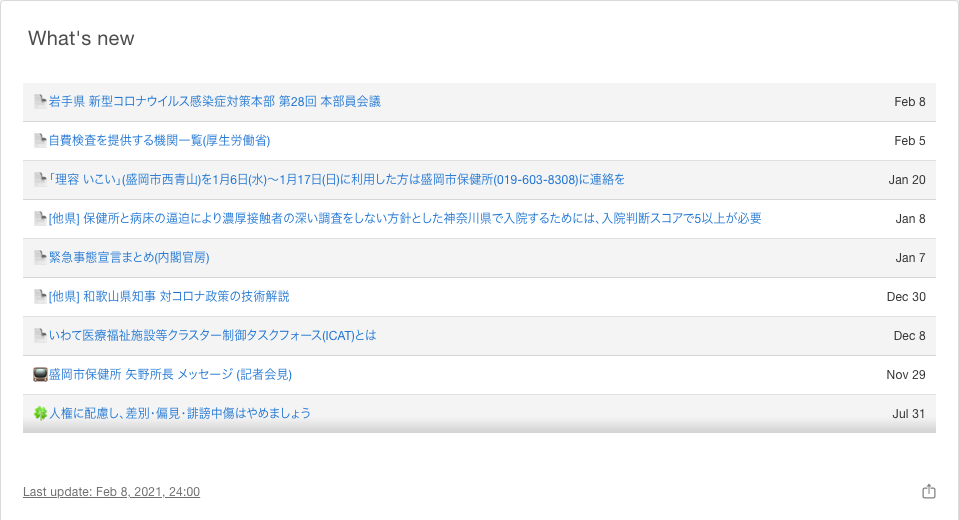 What's new
岩手県 新型コロナウイルス感染症対策本部 第28回 本部員会議 Feb 8
自費検査を提供する機関一覧(厚生労働省) Feb 5
「理容 いこい」(盛岡市西青山)を1月6日(水)〜1月17日(日)に利用した方は盛岡市保健所(019-603-8308)に連絡を Jan 20
[他県] 保健所と病床の逼迫により濃厚接触者の深い調査をしない方針とした神奈川県で入院するためには、入院判断スコアで5以上が必要 Jan 8
緊急事態宣言まとめ(内閣官房) Jan 7
[他県] 和歌山県知事 対コロナ政策の技術解説 Dec 30
いわて医療福祉施設等クラスター制御タスクフォース(ICAT)とは Dec 8
盛岡市保健所 矢野所長 メッセージ (記者会見) Nov 29
人権に配慮し、差別・偏見・誹謗中傷はやめましょう Jul 31
Last update: Feb 8, 2021, 24:00